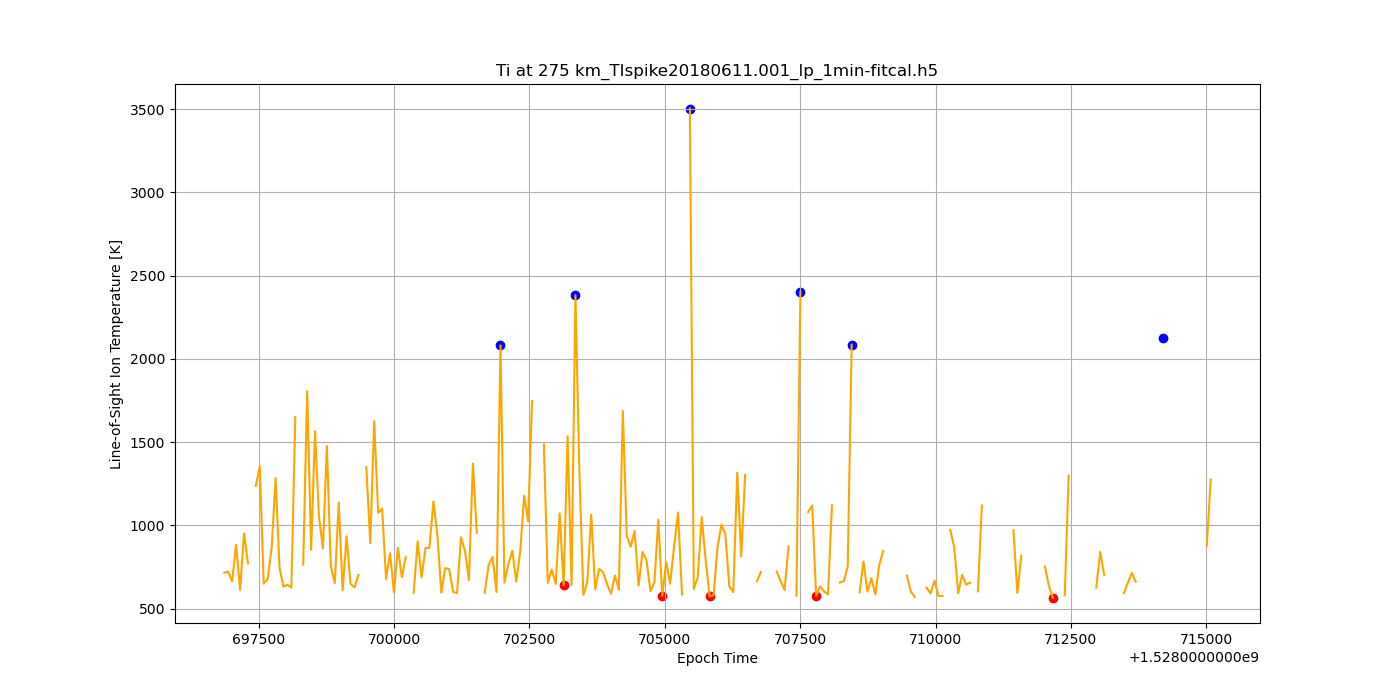 Ti at 275 km_TIspike20180611.001_lp_1min-fitcal.h5
Line-of-Sight Ion Temperature [K]
3500
3000
2500
2000
1500
1000
500
697500 700000 702500 705000 707500 710000 712500 715000
Epoch Time
+1.5280000000e9